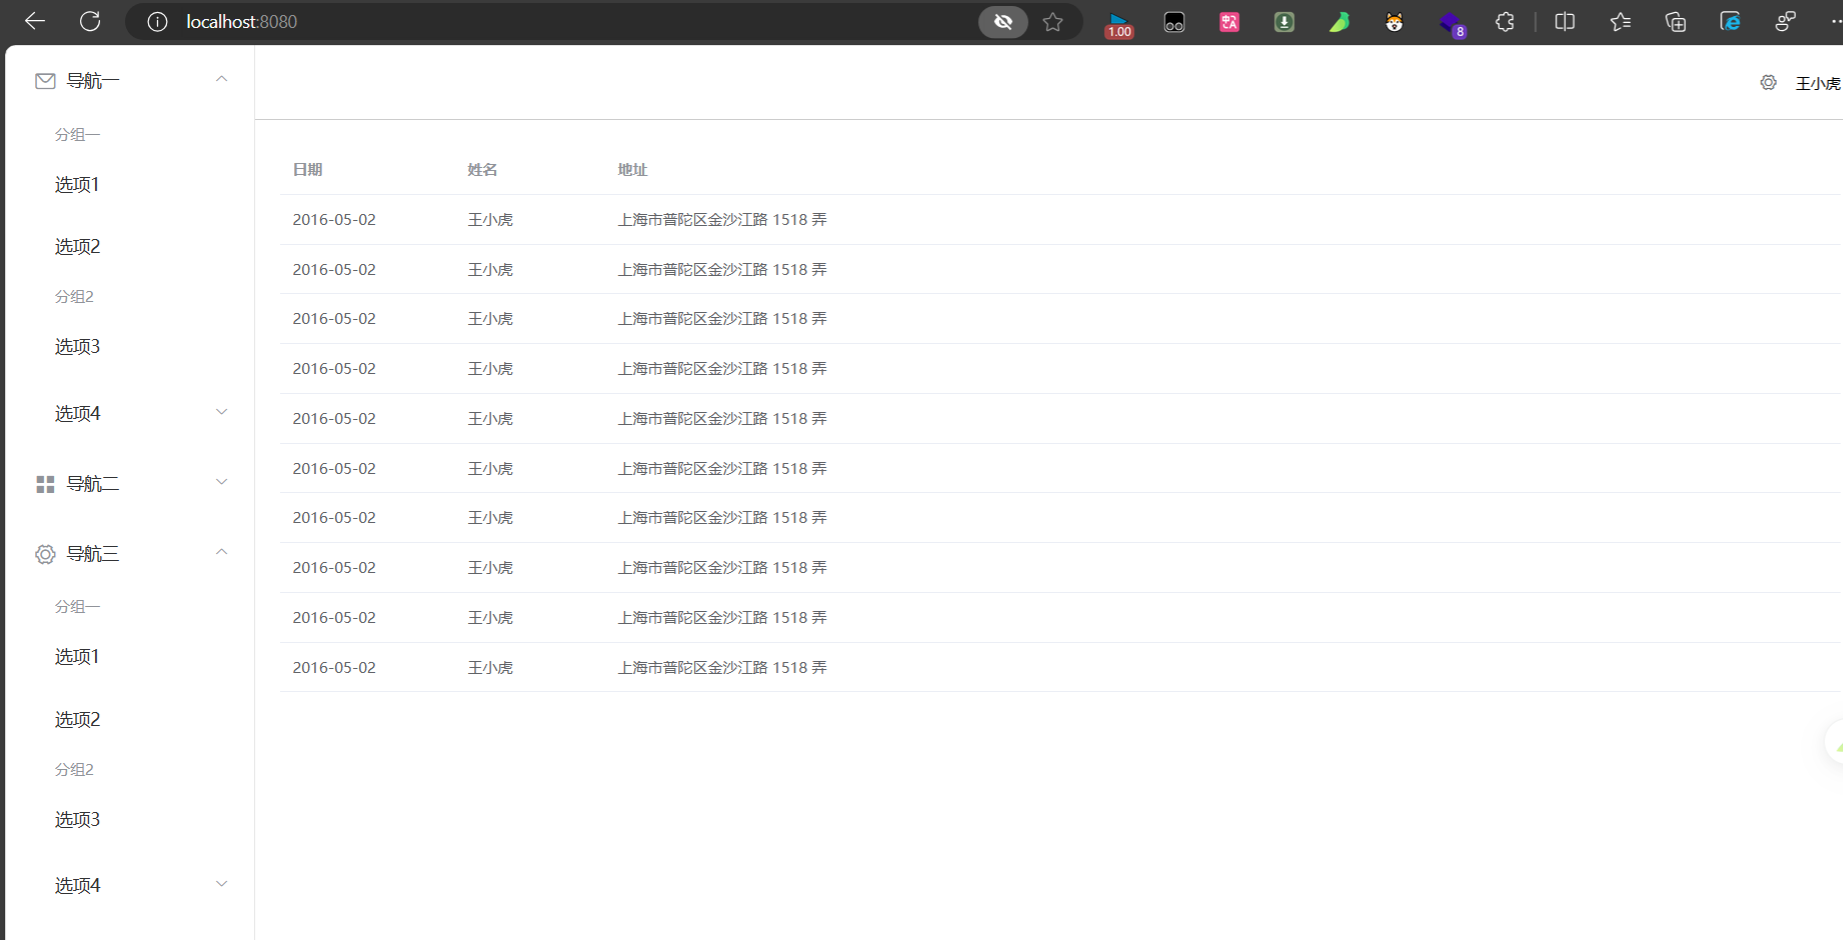 localhost:8080
1.00
8
导航一
分组一
选项1
选项2
分组2
选项3
选项4
导航二
导航三
分组一
选项1
选项2
分组2
选项3
选项4
王小虎
日期 姓名 地址
2016-05-02 王小虎 上海市普陀区金沙江路 1518 弄
2016-05-02 王小虎 上海市普陀区金沙江路 1518 弄
2016-05-02 王小虎 上海市普陀区金沙江路 1518 弄
2016-05-02 王小虎 上海市普陀区金沙江路 1518 弄
2016-05-02 王小虎 上海市普陀区金沙江路 1518 弄
2016-05-02 王小虎 上海市普陀区金沙江路 1518 弄
2016-05-02 王小虎 上海市普陀区金沙江路 1518 弄
2016-05-02 王小虎 上海市普陀区金沙江路 1518 弄
2016-05-02 王小虎 上海市普陀区金沙江路 1518 弄
2016-05-02 王小虎 上海市普陀区金沙江路 1518 弄